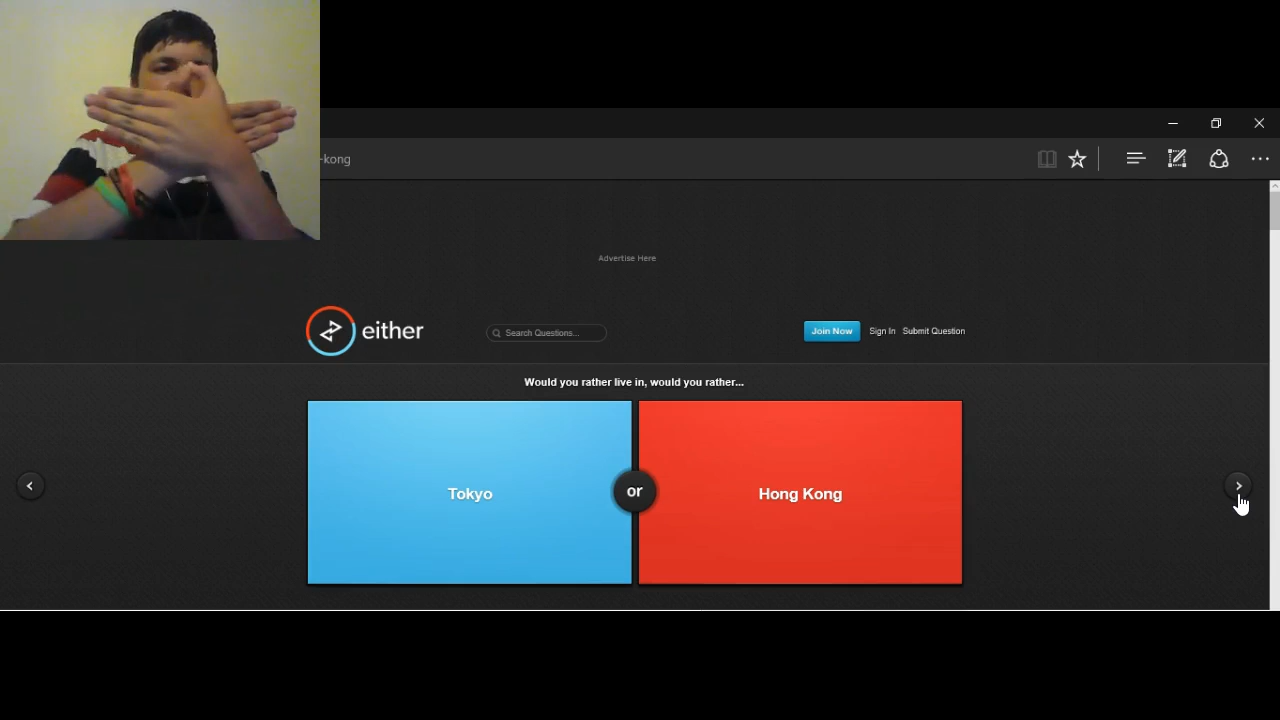 -kong
Advertise Here
either
Search Questions...
Join Now
Sign In
Submit Question
Would you rather live in, would you rather...
Tokyo
or
Hong Kong